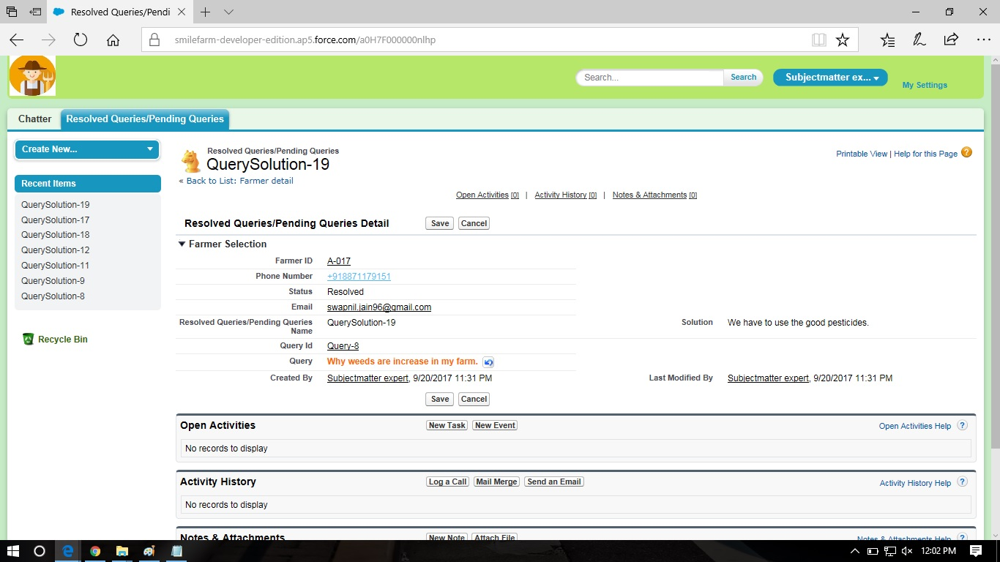 Resolved Queries/Pendi
smilefarm-developer-edition.ap5.force.com/a0H7F000000nlhp
Search... Search Subjectmatter ex... My Settings
Chatter Resolved Queries/Pending Queries
Create New...
Recent Items
QuerySolution-19
QuerySolution-17
QuerySolution-18
QuerySolution-12
QuerySolution-11
QuerySolution-9
QuerySolution-8
Recycle Bin
Resolved Queries/Pending Queries
QuerySolution-19
Printable View | Help for this Page ?
« Back to List: Farmer detail
Open Activities [0] | Activity History [0] | Notes & Attachments [0]
Resolved Queries/Pending Queries Detail Save Cancel
Farmer Selection
Farmer ID A-017
Phone Number +918871179151
Status Resolved
Email swapnil.jain96@gmail.com
Resolved Queries/Pending Queries Name QuerySolution-19 Solution We have to use the good pesticides.
Query Id Query-8
Query Why weeds are increase in my farm.
Created By Subjectmatter expert, 9/20/2017 11:31 PM Last Modified By Subjectmatter expert, 9/20/2017 11:31 PM
Save Cancel
Open Activities New Task New Event Open Activities Help ?
No records to display
Activity History Log a Call Mail Merge Send an Email Activity History Help ?
No records to display
Notes & Attachments New Note Attach File Notes & Attachments Help ?
12:02 PM